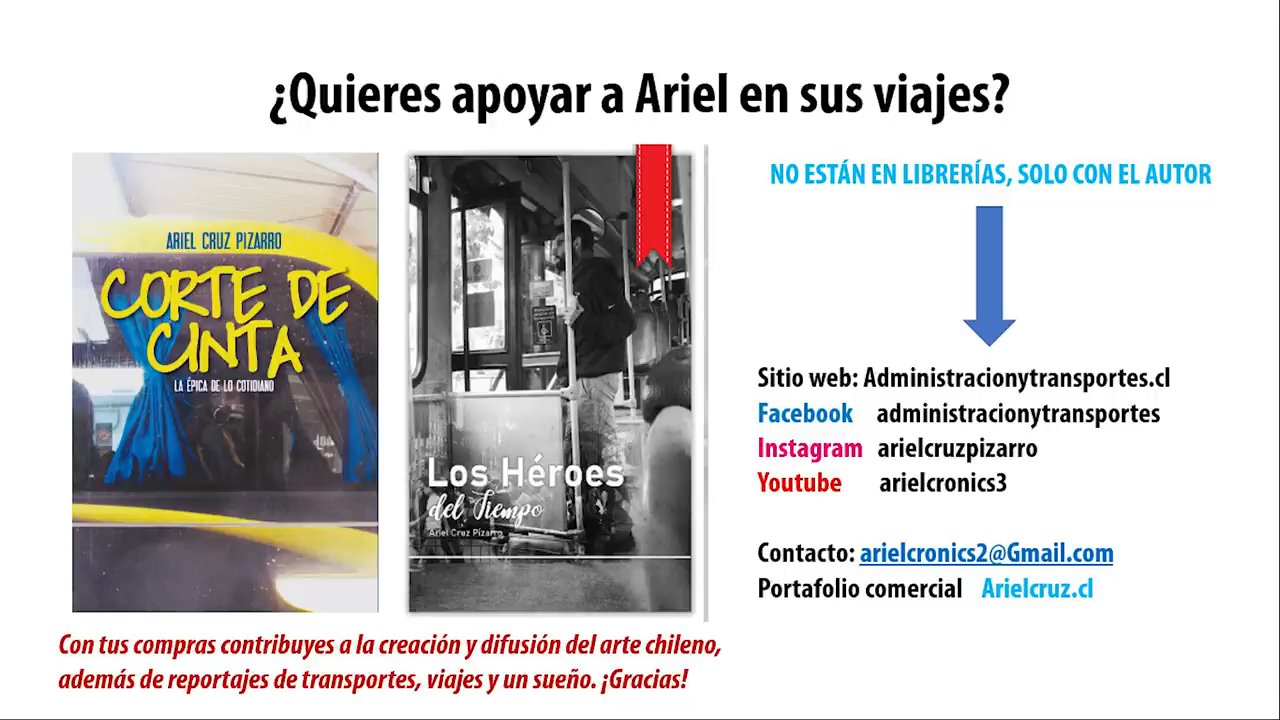 ¿Quieres apoyar a Ariel en sus viajes?
ARIEL CRUZ PIZARRO
CORTE DE
CINTA
LA ÉPICA DE LO COTIDIANO
Los Héroes
del Tiempo
Ariel Cruz Pizarro
NO ESTÁN EN LIBRERÍAS, SOLO CON EL AUTOR
Sitio web: Administracionytransportes.cl
Facebook administracionytransportes
Instagram arielcruzpizarro
Youtube arielcronics3
Contacto: arielcronics2@Gmail.com
Portafolio comercial Arielcruz.cl
Con tus compras contribuyes a la creación y difusión del arte chileno,
además de reportajes de transportes, viajes y un sueño. ¡Gracias!